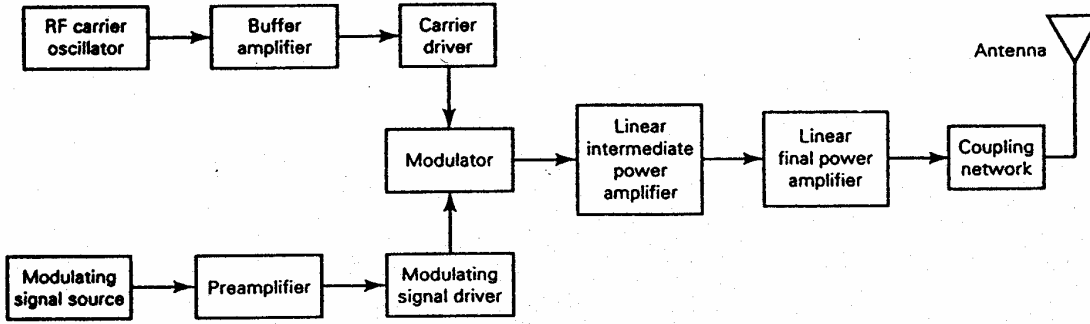 RF carrier
oscillator
Buffer
amplifier
Carrier
driver
Antenna
Modulator
Linear
intermediate
power
amplifier
Linear
final power
amplifier
Coupling
network
Modulating
signal source
Preamplifier
Modulating
signal driver